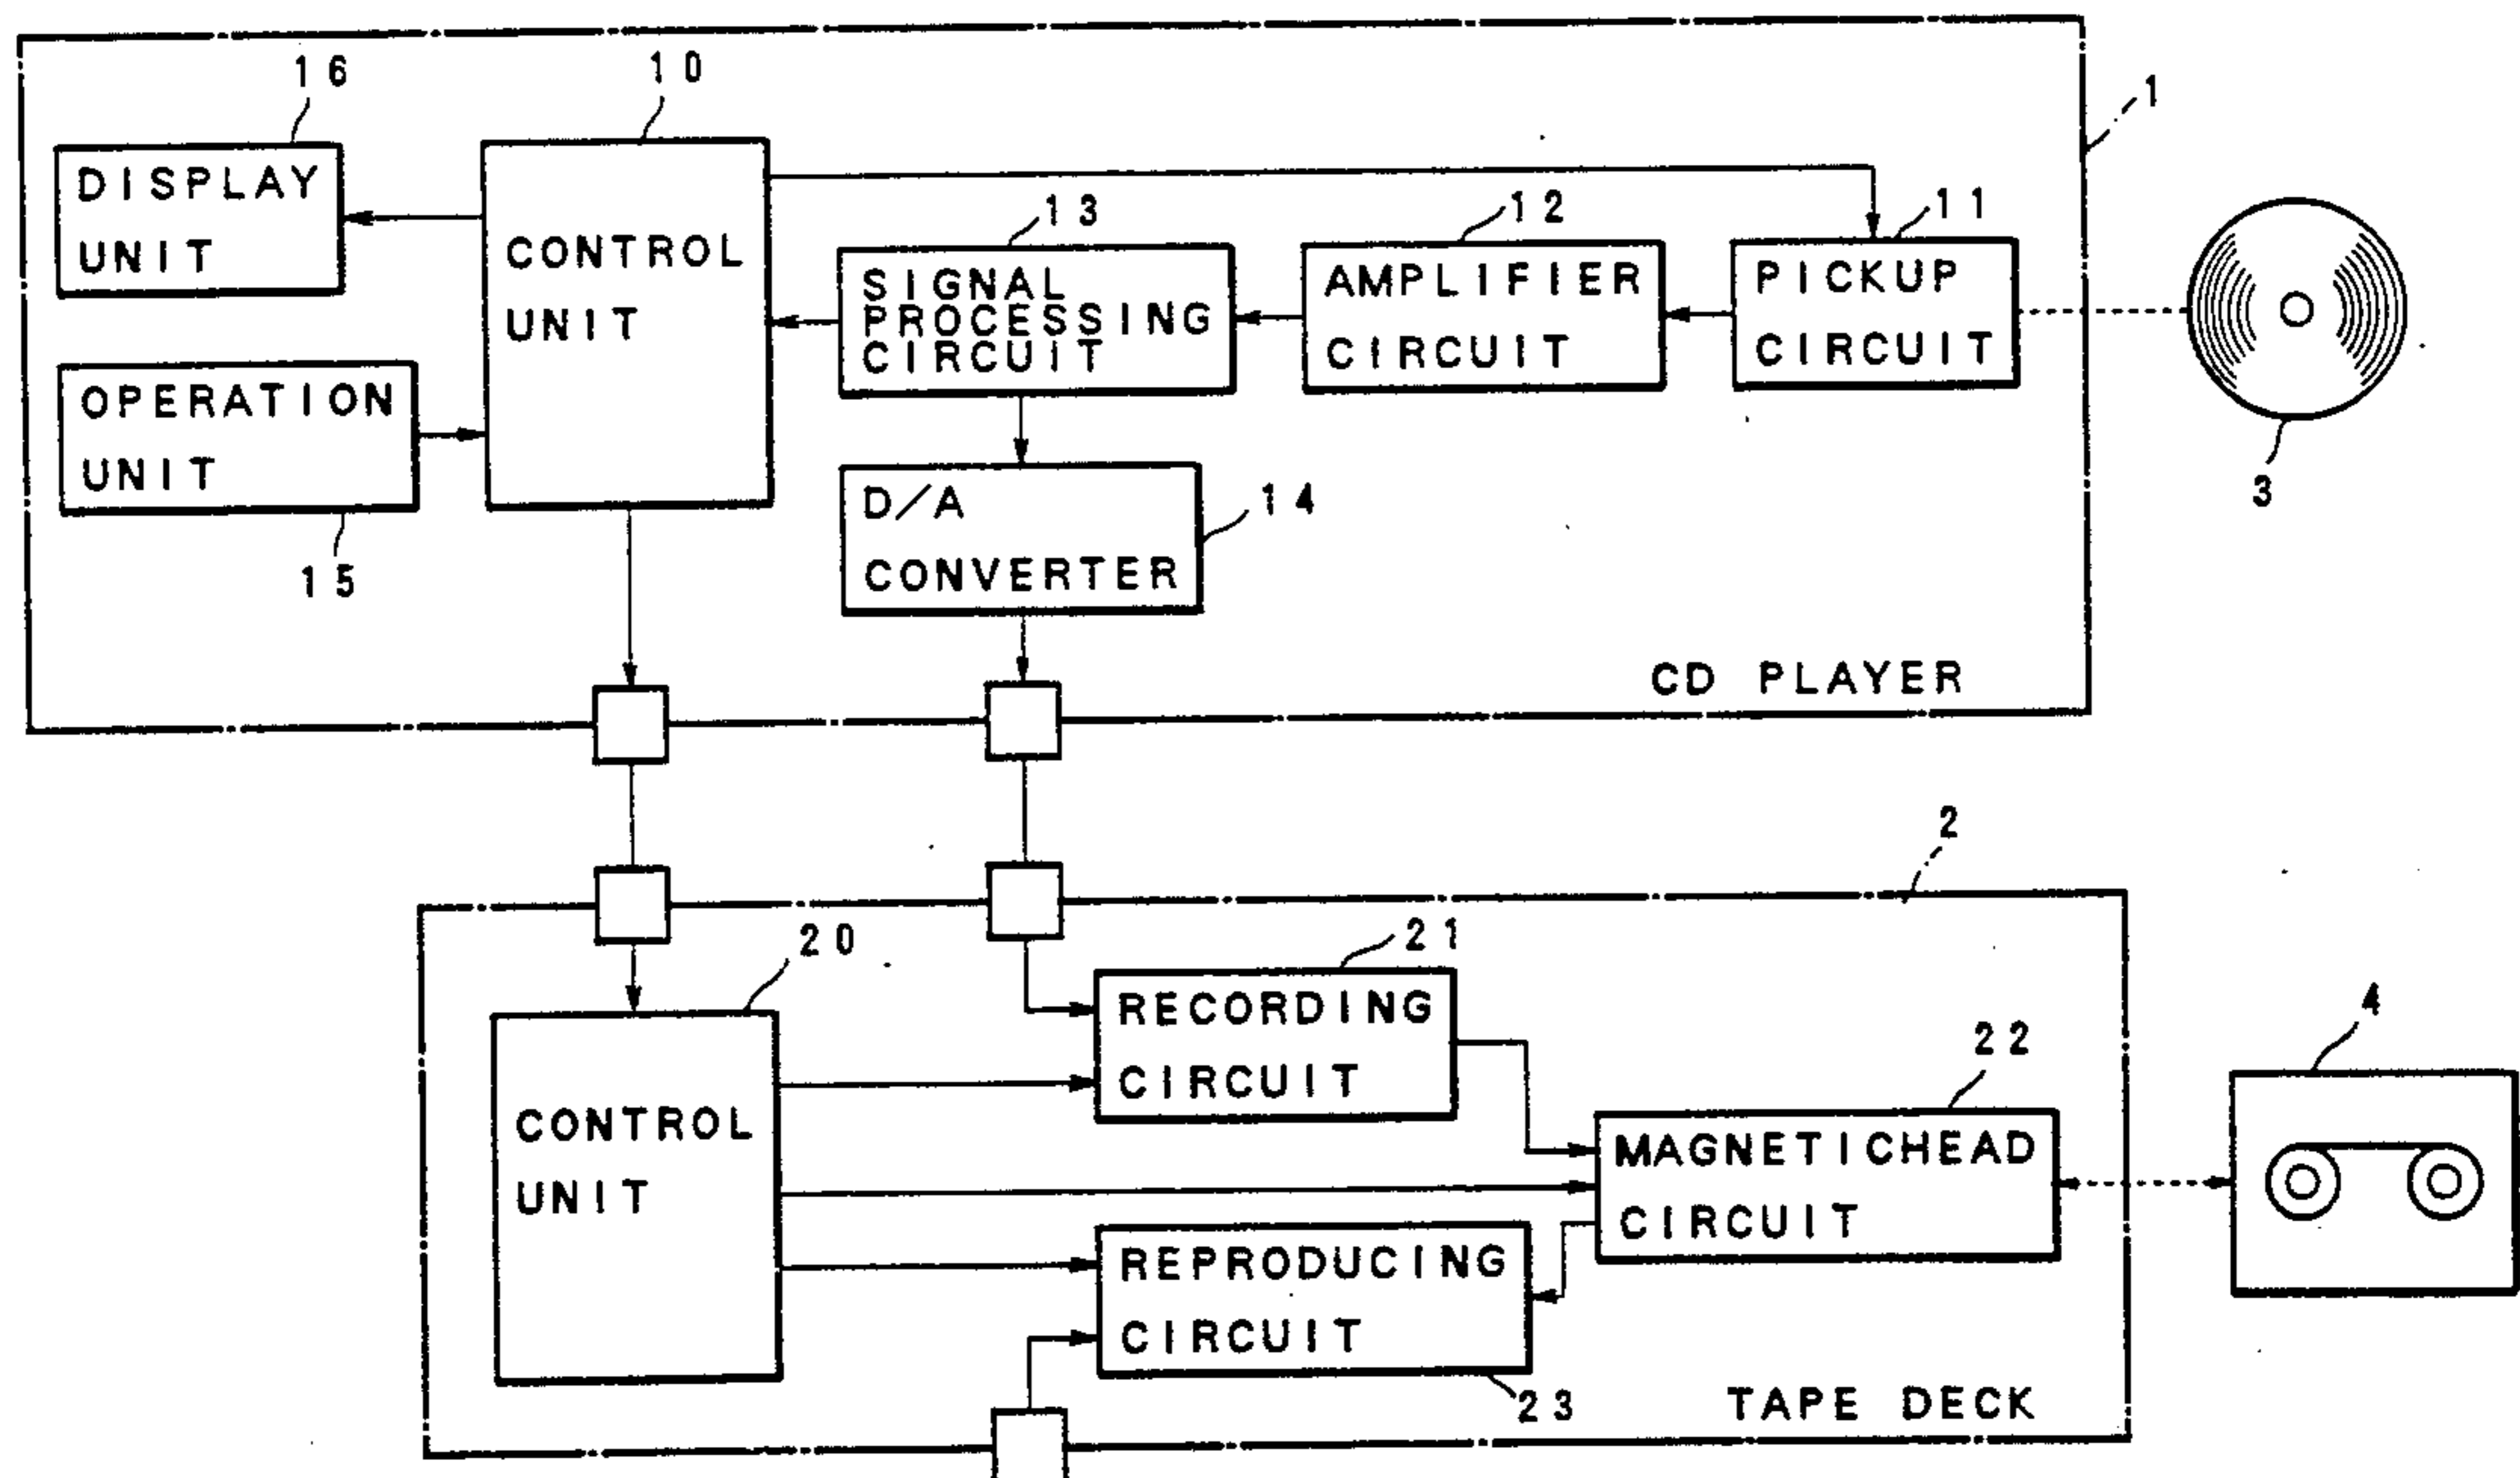 16
10
1
DISPLAY
UNIT
CONTROL
UNIT
13
12
11
SIGNAL
PROCESSING
CIRCUIT
AMPLIFIER
CIRCUIT
PICKUP
CIRCUIT
3
OPERATION
UNIT
15
D/A
CONVERTER
14
CD PLAYER
2
20
21
RECORDING
CIRCUIT
22
4
CONTROL
UNIT
MAGNETICHEAD
CIRCUIT
REPRODUCING
CIRCUIT
23
TAPE DECK